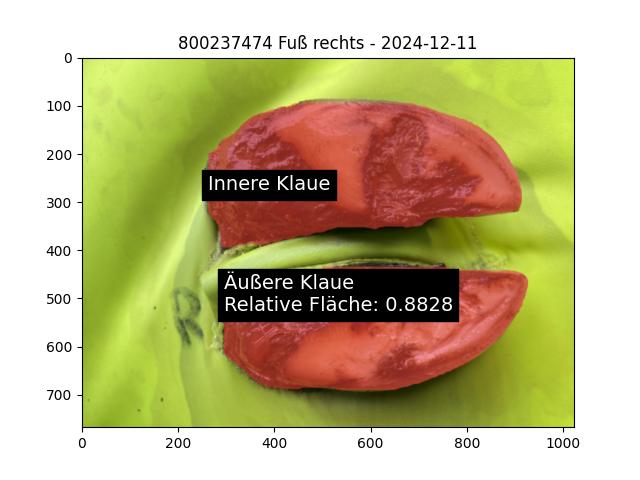 800237474 Fuß rechts - 2024-12-11
0
100
200
300
400
500
600
700
Innere Klaue
Äußere Klaue
Relative Fläche: 0.8828
R
0
200
400
600
800
1000